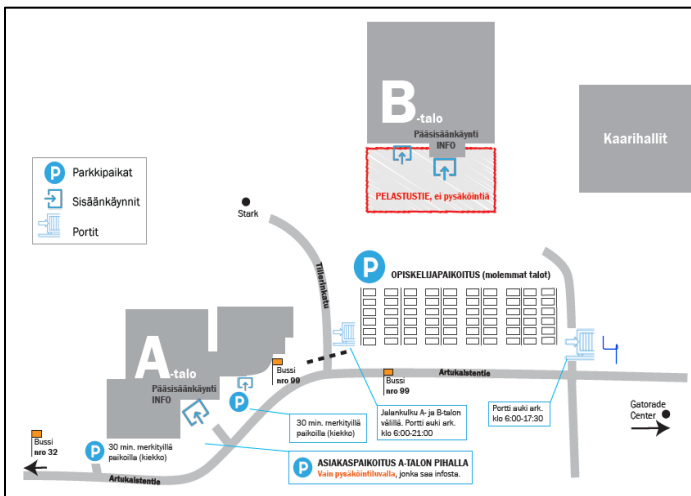 B-talo
Pääsisäänkäynti
INFO
Kaarihallit
P Parkkipaikat
Sisäänkäynnit
Portit
PELASTUSTIE, ei pysäköintiä
Stark
Tillerinkatu
P OPISKELIJAPAIKOITUS (molemmat talot)
A-talo
Pääsisäänkäynti
INFO
Bussi
nro 99
Artukaistentie
Bussi
nro 99
P
30 min. merkityillä
paikoilla (kiekko)
Jalankulku A- ja B-talon
välillä. Portti auki ark.
klo 6:00-21:00
Portti auki ark.
klo 6:00-17:30
Gatorade
Center
Bussi
nro 32
P 30 min. merkityillä
paikoilla (kiekko)
P ASIAKASPAIKOITUS A-TALON PIHALLA
Vain pysäköintiluvalla, jonka saa infosta.
Artukaistentie